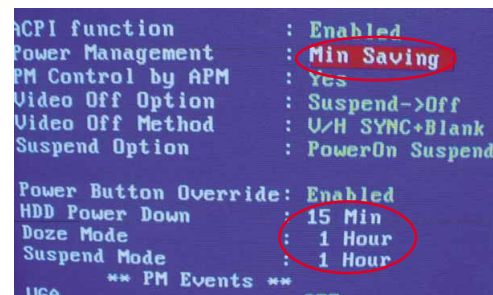 ACPI function : Enabled
Power Management : Min Saving
PM Control by APM : Yes
Video Off Option : Suspend->Off
Video Off Method : V/H SYNC+Blank
Suspend Option : PowerOn Suspend
Power Button Override: Enabled
HDD Power Down : 15 Min
Doze Mode : 1 Hour
Suspend Mode : 1 Hour
** PM Events **
VGA